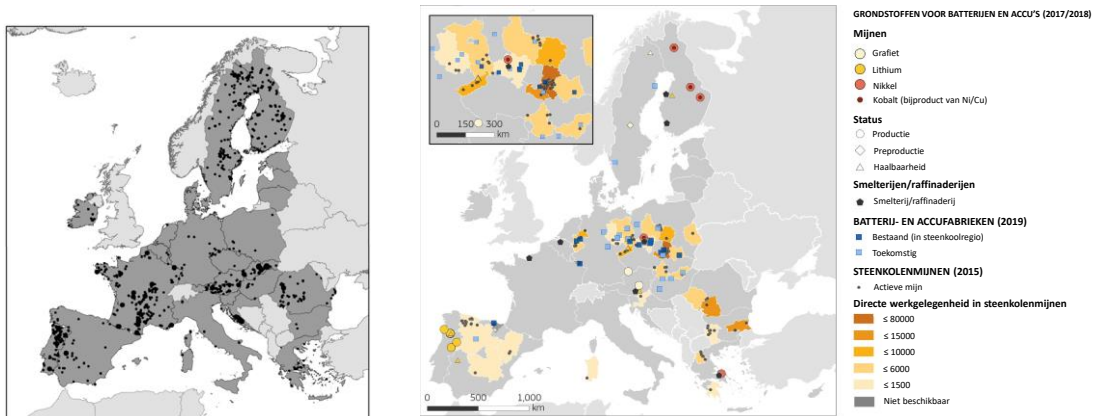 0 150 300
km
0 500 1,000
km
GRONDSTOFFEN VOOR BATTERIJEN EN ACCU'S (2017/2018)
Mijnen
Grafiet
Lithium
Nikkel
Kobalt (bijproduct van Ni/Cu)
Status
Productie
Preproductie
Haalbaarheid
Smelterijen/raffinaderijen
Smelterij/raffinaderij
BATTERIJ- EN ACCUFABRIEKEN (2019)
Bestaand (in steenkoolregio)
Toekomstig
STEENKOLENMIJNEN (2015)
Actieve mijn
Directe werkgelegenheid in steenkolenmijnen
≤ 80000
≤ 15000
≤ 10000
≤ 6000
≤ 1500
Niet beschikbaar